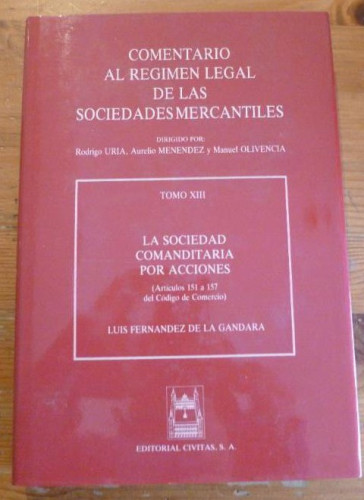 COMENTARIO
AL REGIMEN LEGAL
DE LAS
SOCIEDADES MERCANTILES
DIRIGIDO POR:
Rodrigo URIA, Aurelio MENENDEZ y Manuel OLIVENCIA
TOMO XIII
LA SOCIEDAD
COMANDITARIA
POR ACCIONES
(Artículos 151 a 157
del Código de Comercio)
LUIS FERNANDEZ DE LA GANDARA
EDITORIAL CIVITAS, S. A.